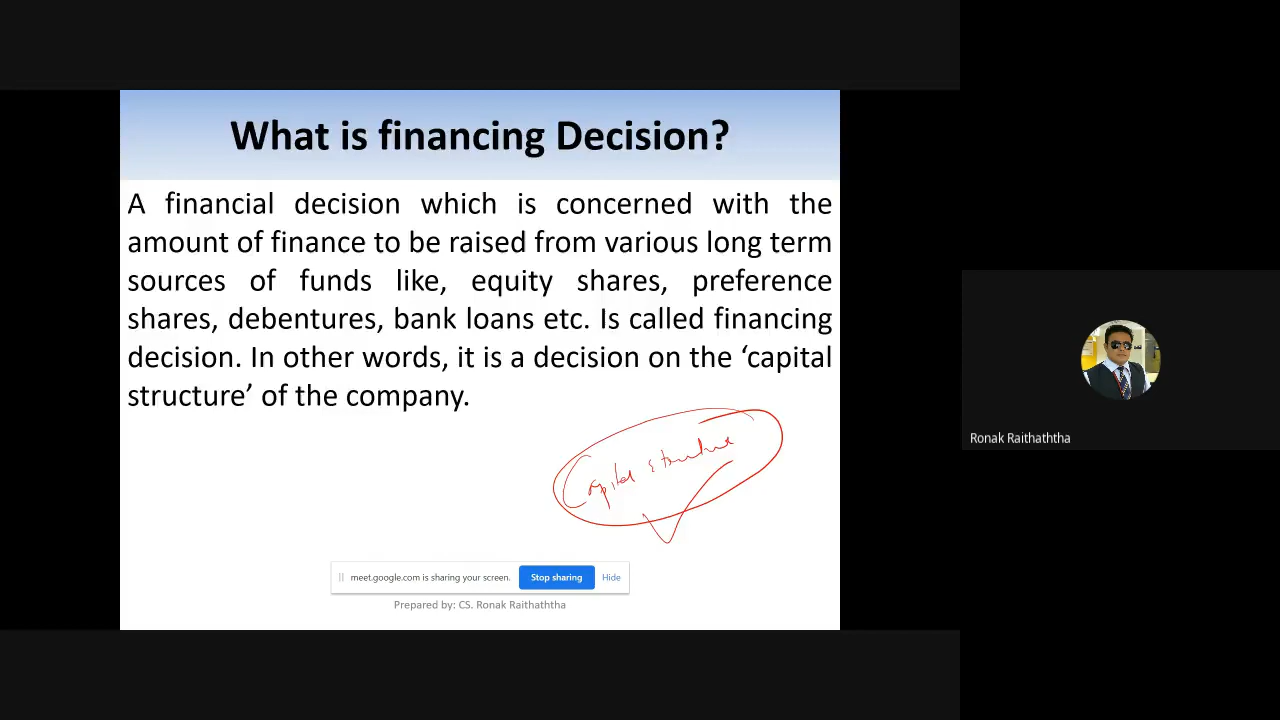 What is financing Decision?
A financial decision which is concerned with the
amount of finance to be raised from various long term
sources of funds like, equity shares, preference
shares, debentures, bank loans etc. Is called financing
decision. In other words, it is a decision on the ‘capital
structure’ of the company.
Capital structure
meet.google.com is sharing your screen. Stop sharing Hide
Prepared by: CS. Ronak Raithaththa
Ronak Raithaththa